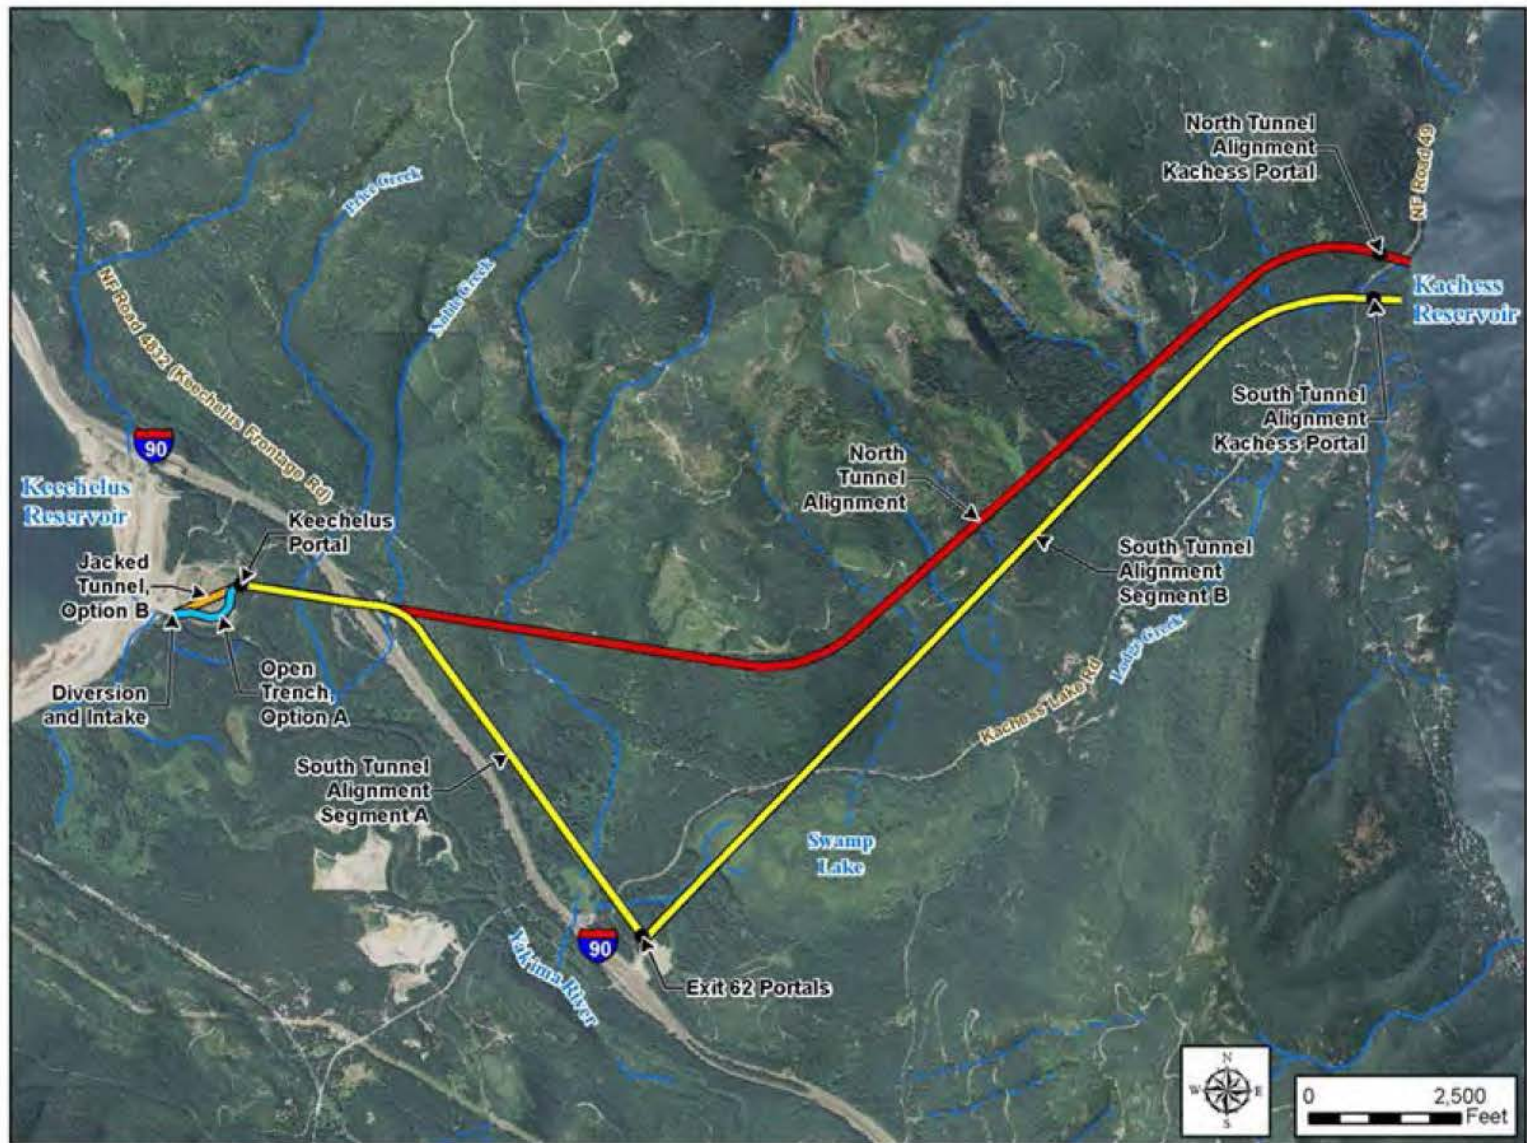 North Tunnel
Alignment
Kachess Portal
NF Road 49
Price Creek
Noble Creek
NF Road 4832 (Keechelus Frontage Rd)
Kachess
Reservoir
90
Keechelus
Reservoir
South Tunnel
Alignment
Kachess Portal
North
Tunnel
Alignment
Keechelus
Portal
Jacked
Tunnel,
Option B
South Tunnel
Alignment
Segment B
Lodge Creek
Open
Trench,
Option A
Diversion
and Intake
Kachess Lake Rd
South Tunnel
Alignment
Segment A
Swamp
Lake
90
Yakima River
Exit 62 Portals
N
W E
S
0 2,500
Feet